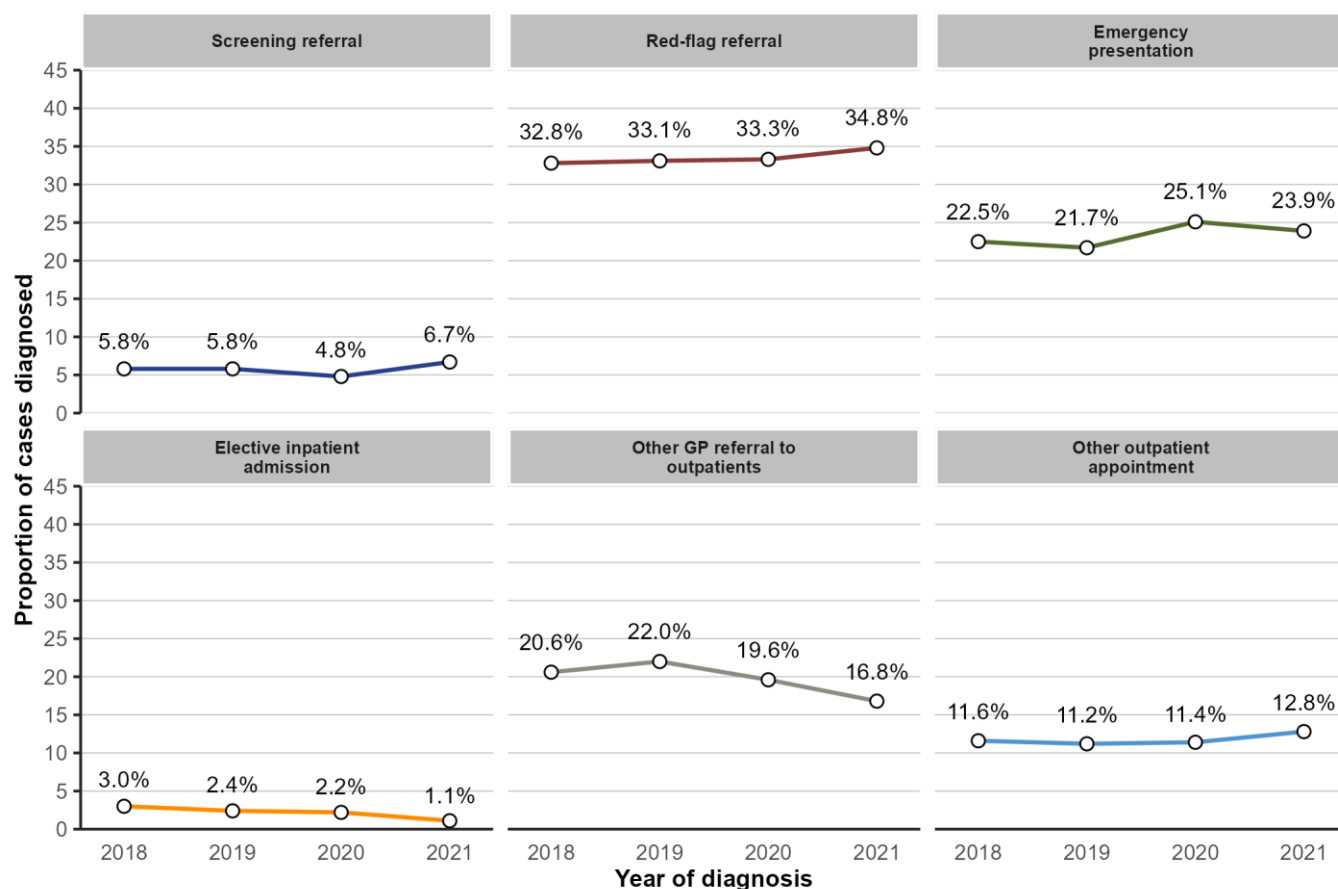 Screening referral
Red-flag referral
Emergency
presentation
45
40
35
30
25
20
15
10
5
0
5.8%
5.8%
4.8%
6.7%
32.8%
33.1%
33.3%
34.8%
22.5%
21.7%
25.1%
23.9%
Proportion of cases diagnosed
Elective inpatient
admission
Other GP referral to
outpatients
Other outpatient
appointment
45
40
35
30
25
20
15
10
5
0
3.0%
2.4%
2.2%
1.1%
20.6%
22.0%
19.6%
16.8%
11.6%
11.2%
11.4%
12.8%
2018 2019 2020 2021
2018 2019 2020 2021
2018 2019 2020 2021
Year of diagnosis